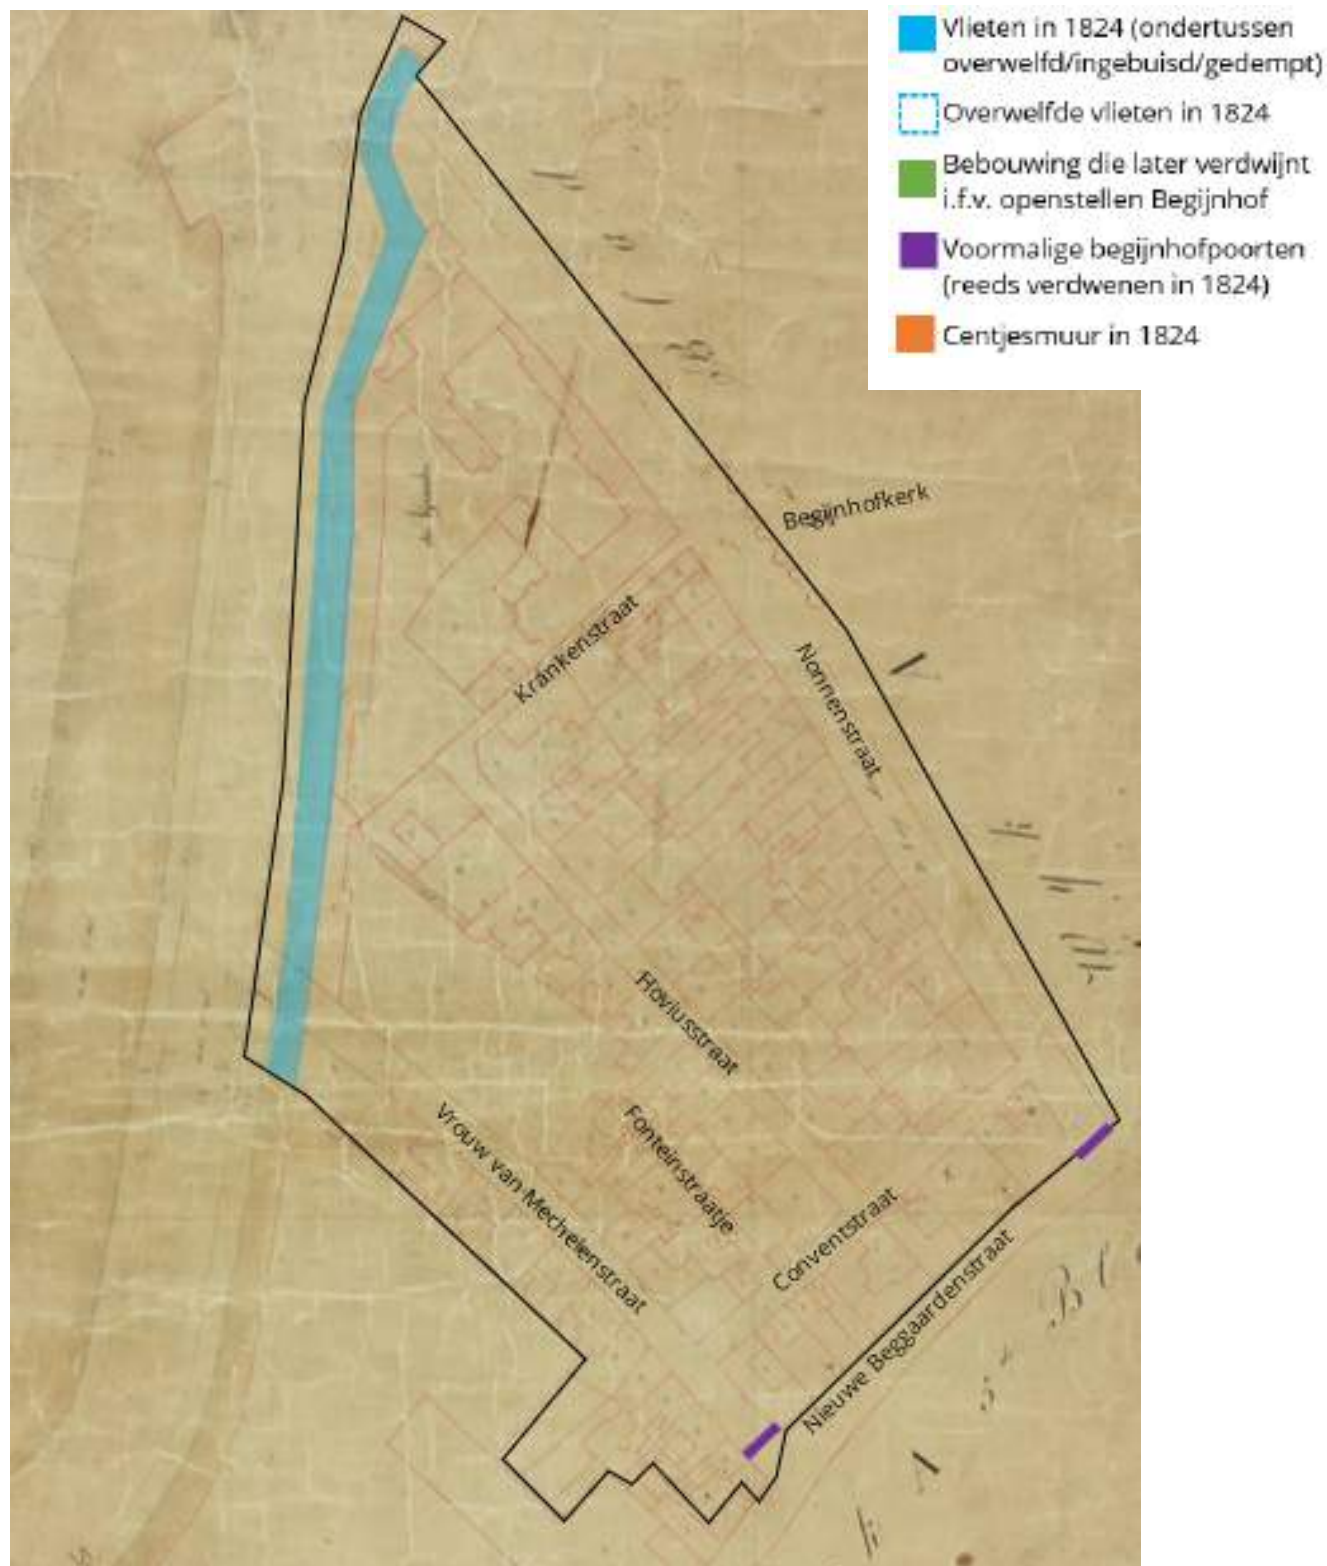 Vlieten in 1824 (ondertussen
overwelfd/ingebuisd/gedempt)
Overwelfde vlieten in 1824
Bebouwing die later verdwijnt
i.f.v. openstellen Begijnhof
Voormalige begijnhofpoorten
(reeds verdwenen in 1824)
Centjesmuur in 1824
Begijnhofkerk
Krankenstraat
Nonnenstraat
Hoviusstraat
Fonteinstraatje
Vrouw van Mechelenstraat
Conventstraat
Nieuwe Beggaardenstraat